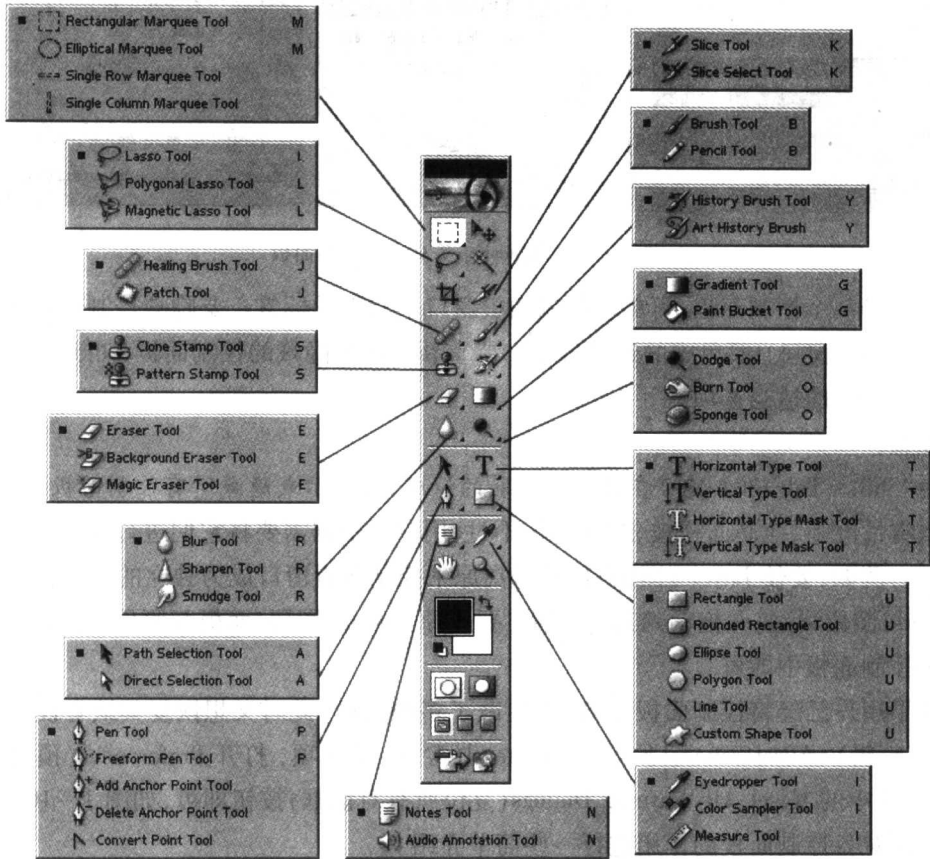 Rectangular Marquee Tool M
Elliptical Marquee Tool M
Single Row Marquee Tool
Single Column Marquee Tool
Lasso Tool L
Polygonal Lasso Tool L
Magnetic Lasso Tool L
Healing Brush Tool J
Patch Tool J
Clone Stamp Tool S
Pattern Stamp Tool S
Eraser Tool E
Background Eraser Tool E
Magic Eraser Tool E
Blur Tool R
Sharpen Tool R
Smudge Tool R
Path Selection Tool A
Direct Selection Tool A
Pen Tool P
Freeform Pen Tool P
Add Anchor Point Tool
Delete Anchor Point Tool
Convert Point Tool
Notes Tool N
Audio Annotation Tool N
T
Slice Tool K
Slice Select Tool K
Brush Tool B
Pencil Tool B
History Brush Tool Y
Art History Brush Y
Gradient Tool G
Paint Bucket Tool G
Dodge Tool O
Burn Tool O
Sponge Tool O
T Horizontal Type Tool T
T Vertical Type Tool T
T Horizontal Type Mask Tool T
T Vertical Type Mask Tool T
Rectangle Tool U
Rounded Rectangle Tool U
Ellipse Tool U
Polygon Tool U
Line Tool U
Custom Shape Tool U
Eyedropper Tool I
Color Sampler Tool I
Measure Tool I